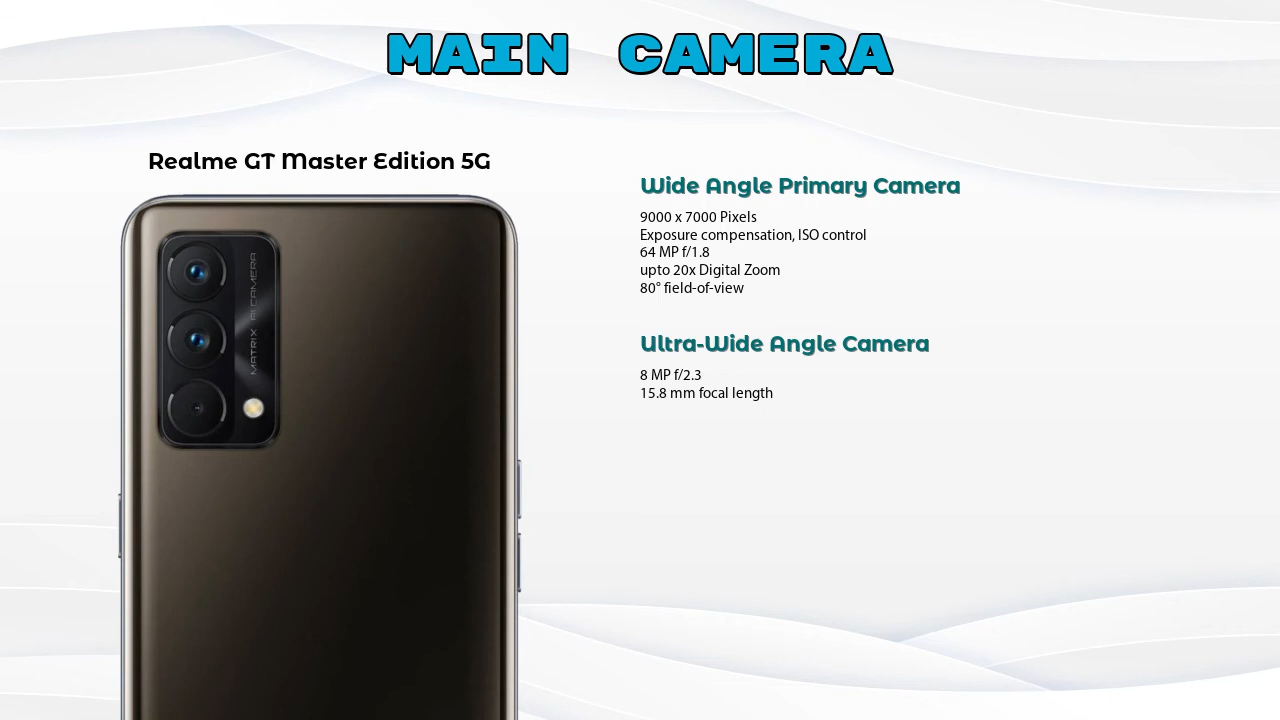 MAIN CAMERA
Realme GT Master Edition 5G
MATRIX AI CAMERA
Wide Angle Primary Camera
9000 x 7000 Pixels
Exposure compensation, ISO control
64 MP f/1.8
upto 20x Digital Zoom
80° field-of-view
Ultra-Wide Angle Camera
8 MP f/2.3
15.8 mm focal length